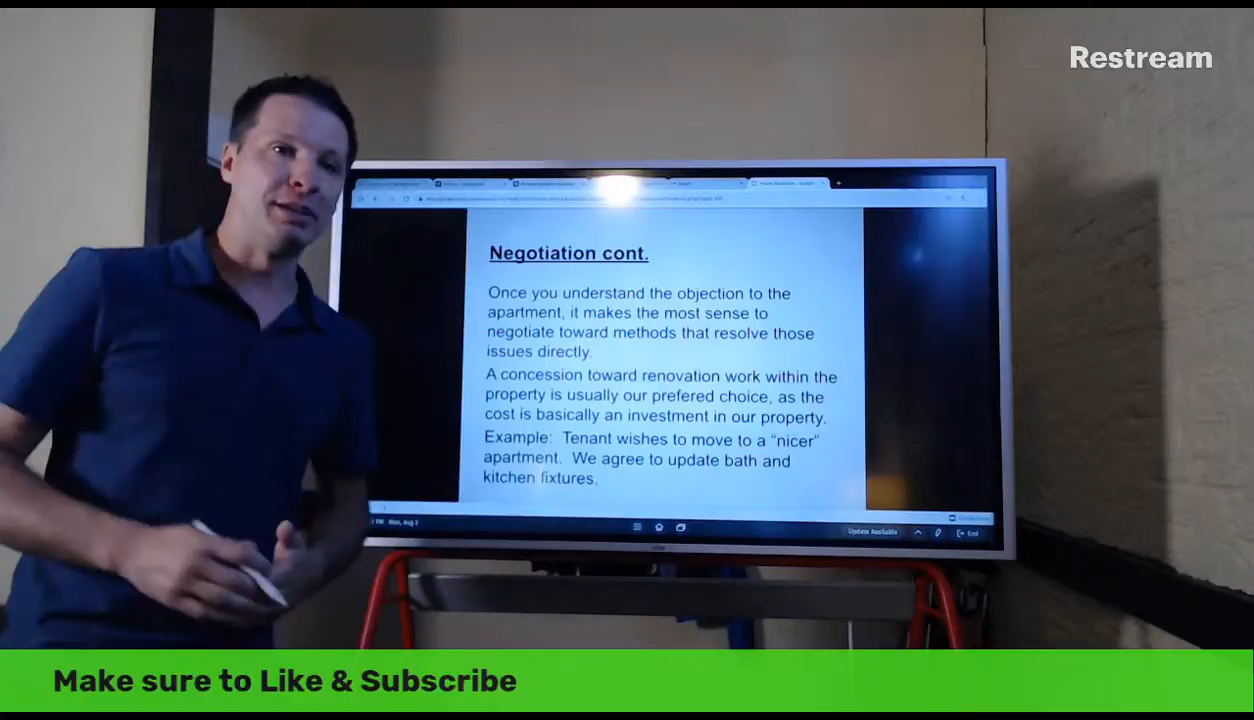 Restream
Negotiation cont.
Once you understand the objection to the
apartment, it makes the most sense to
negotiate toward methods that resolve those
issues directly.
A concession toward renovation work within the
property is usually our prefered choice, as the
cost is basically an investment in our property.
Example: Tenant wishes to move to a "nicer"
apartment. We agree to update bath and
kitchen fixtures.
PM Mon, Aug
Update Available
End
Make sure to Like & Subscribe